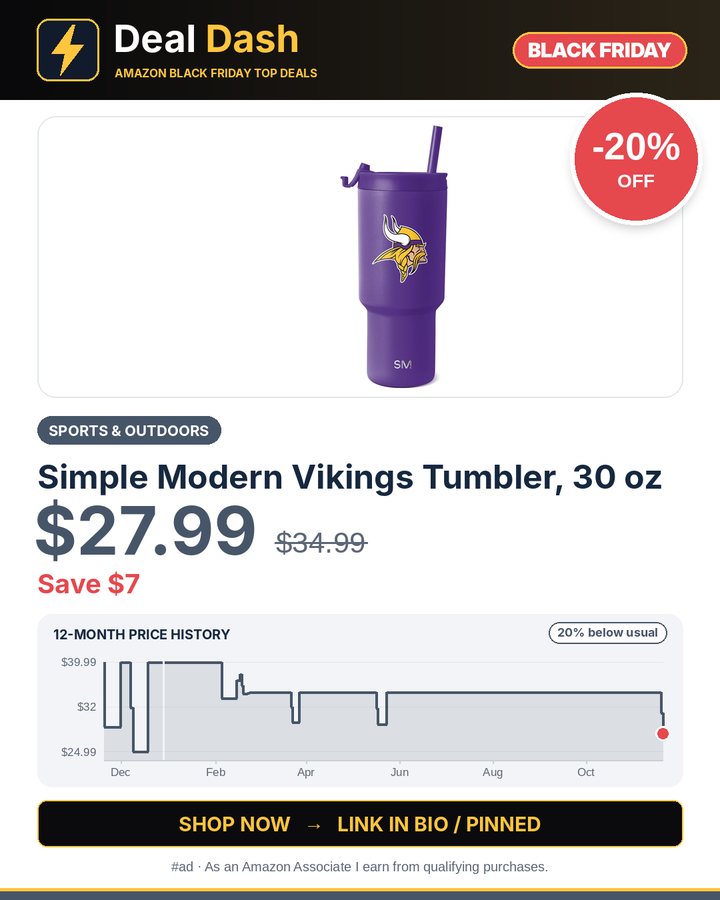 Deal Dash
AMAZON BLACK FRIDAY TOP DEALS
BLACK FRIDAY
-20%
OFF
SM
SPORTS & OUTDOORS
Simple Modern Vikings Tumbler, 30 oz
$27.99 $34.99
Save $7
12-MONTH PRICE HISTORY
20% below usual
$39.99
$32
$24.99
Dec Feb Apr Jun Aug Oct
SHOP NOW → LINK IN BIO / PINNED
#ad · As an Amazon Associate I earn from qualifying purchases.